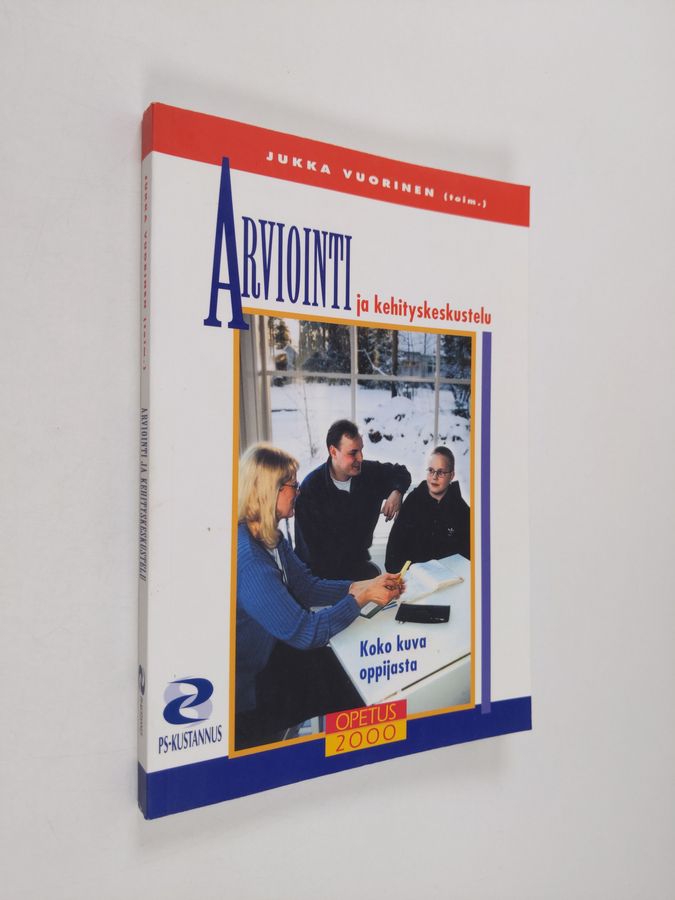 JUKKA VUORINEN (toim.)
ARVIOINTI
ja kehityskeskustelu
Koko kuva
oppijasta
OPETUS
2000
PS-KUSTANNUS
JUKKA VUORINEN (toim.)
ARVIOINTI JA KEHITYSKESKUSTELU